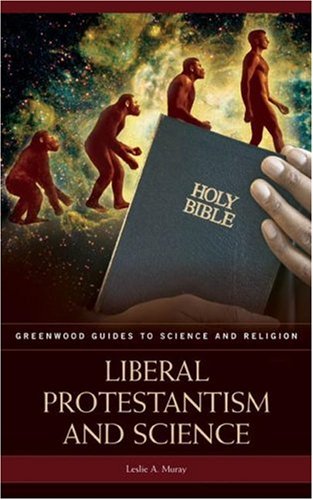 HOLY
BIBLE
GREENWOOD GUIDES TO SCIENCE AND RELIGION
LIBERAL
PROTESTANTISM
AND SCIENCE
Leslie A. Muray